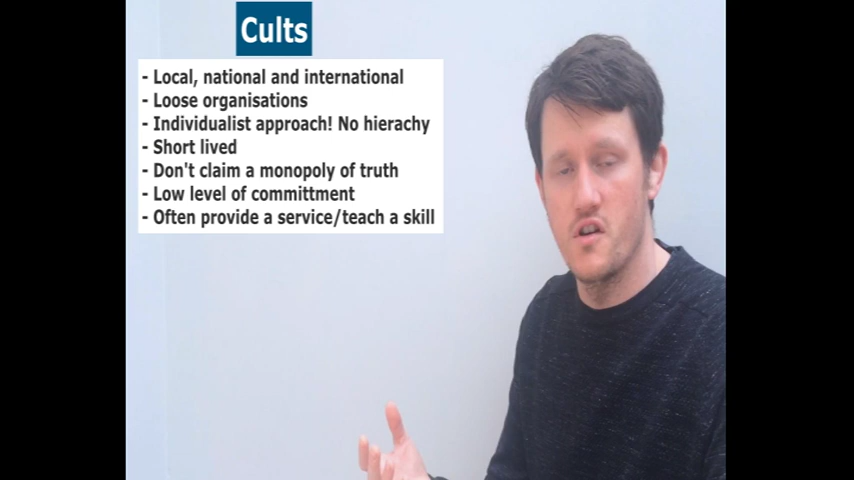 Cults
- Local, national and international
- Loose organisations
- Individualist approach! No hierachy
- Short lived
- Don't claim a monopoly of truth
- Low level of committment
- Often provide a service/teach a skill